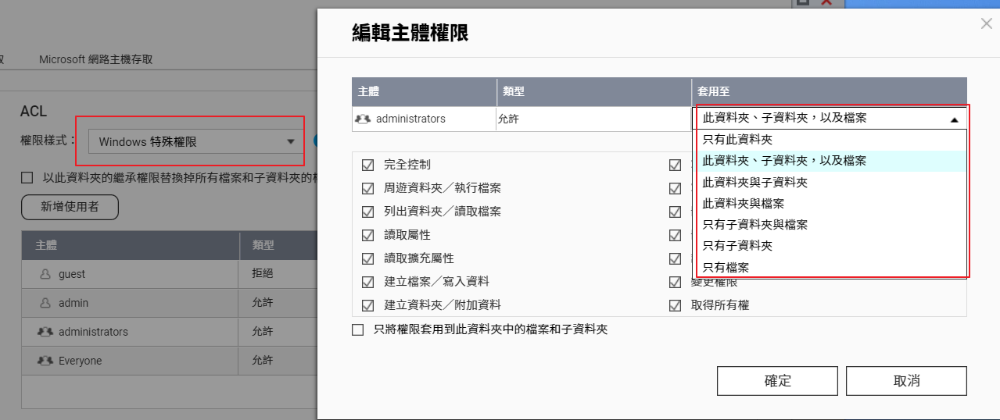 Microsoft 網路主機存取
ACL
權限樣式：
Windows 特殊權限
以此資料夾的繼承權限替換掉所有檔案和子資料夾的
新增使用者
主體
類型
guest
拒絕
admin
允許
administrators
允許
Everyone
允許
編輯主體權限
主體
類型
套用至
administrators
允許
此資料夾、子資料夾，以及檔案
只有此資料夾
此資料夾、子資料夾，以及檔案
此資料夾與子資料夾
此資料夾與檔案
只有子資料夾與檔案
只有子資料夾
只有檔案
完全控制
周遊資料夾／執行檔案
列出資料夾／讀取檔案
讀取屬性
讀取擴充屬性
建立檔案／寫入資料
變更權限
建立資料夾／附加資料
取得所有權
只將權限套用到此資料夾中的檔案和子資料夾
確定
取消